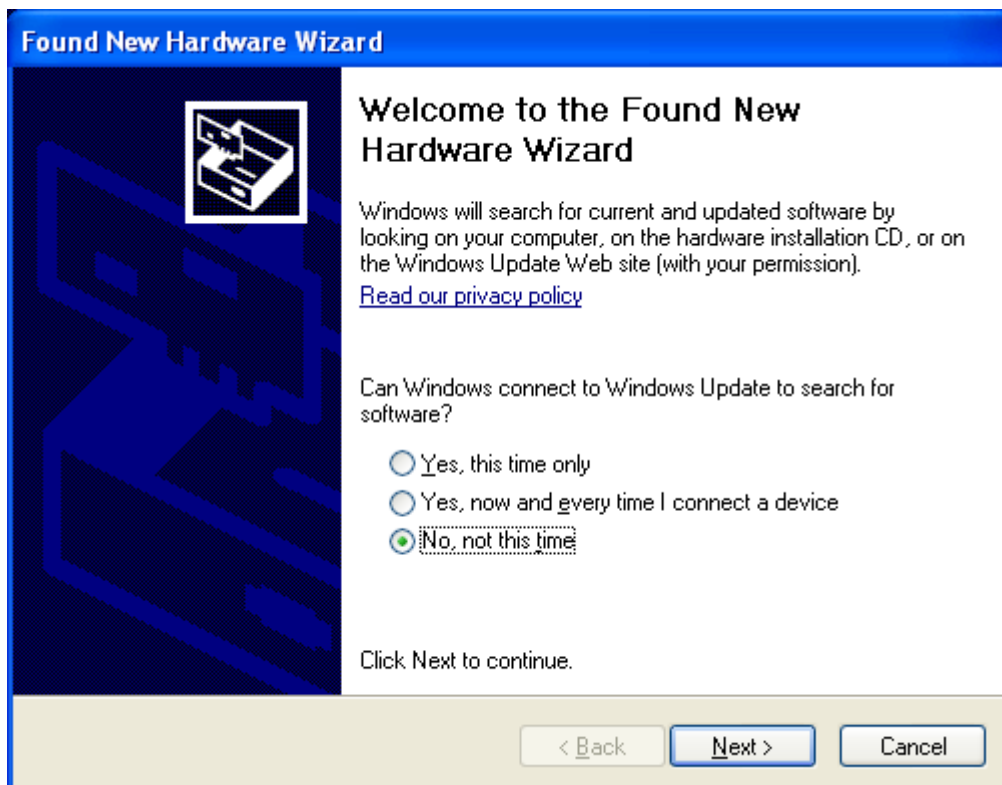 Found New Hardware Wizard
Welcome to the Found New
Hardware Wizard
Windows will search for current and updated software by
looking on your computer, on the hardware installation CD, or on
the Windows Update Web site (with your permission).
Read our privacy policy
Can Windows connect to Windows Update to search for
software?
Yes, this time only
Yes, now and every time I connect a device
No, not this time
Click Next to continue.
< Back
Next >
Cancel